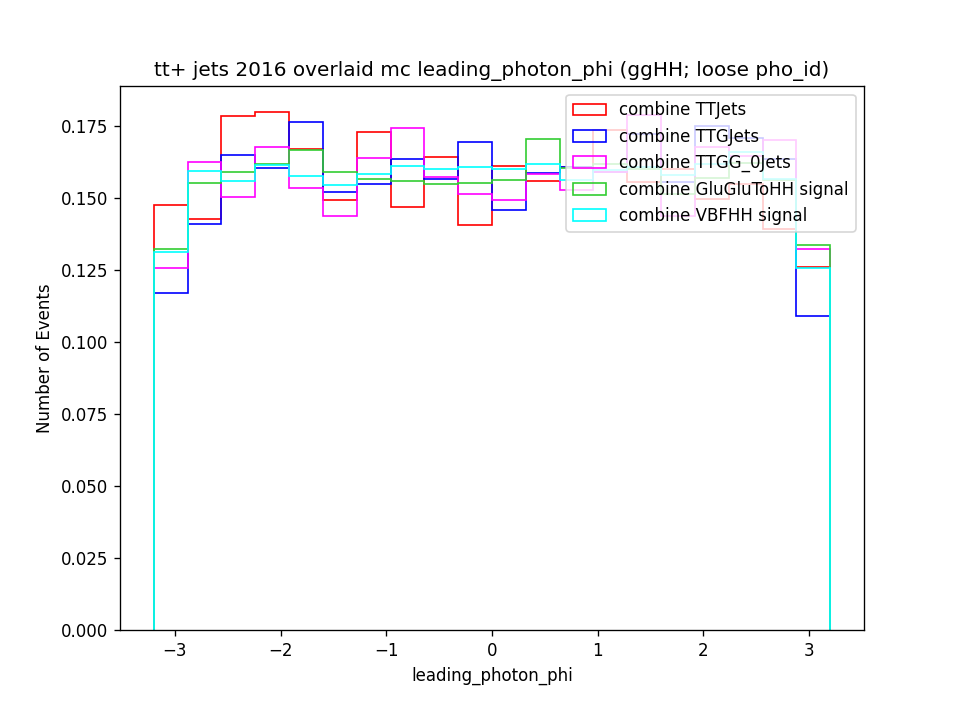 tt+ jets 2016 overlaid mc leading_photon_phi (ggHH; loose pho_id)
combine TTJets
combine TTGJets
combine TTGG_0Jets
combine GluGluToHH signal
combine VBFHH signal
0.175
0.150
0.125
0.100
0.075
0.050
0.025
0.000
Number of Events
−3 −2 −1 0 1 2 3
leading_photon_phi